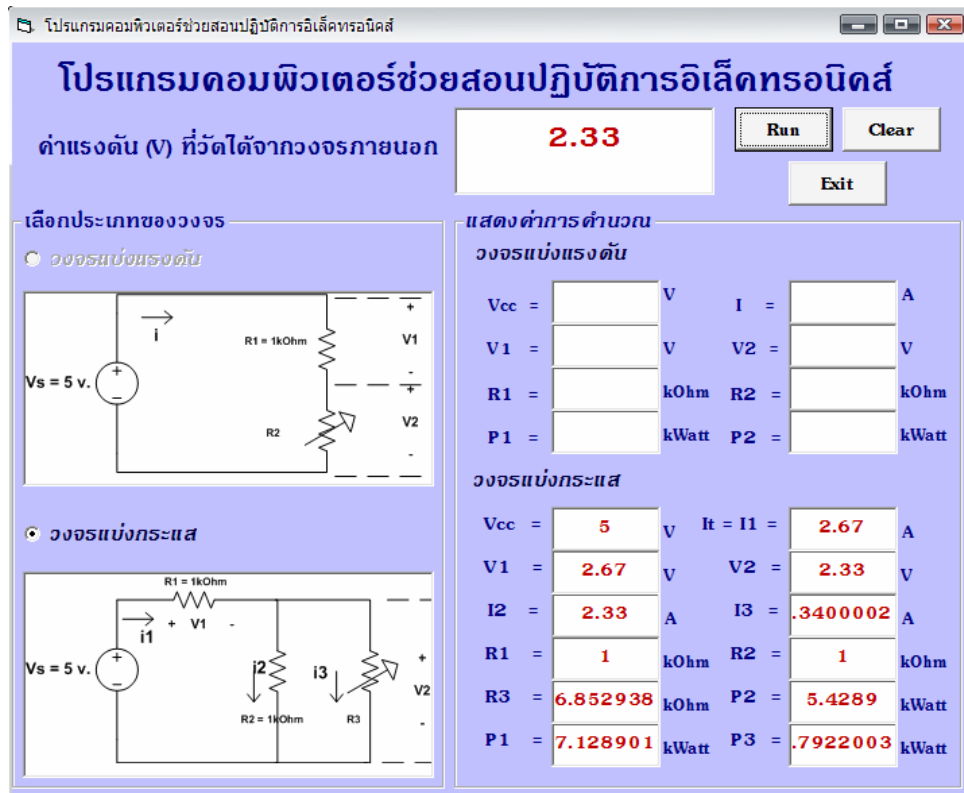 โปรแกรมคอมพิวเตอร์ช่วยสอนปฏิบัติการอิเล็คทรอนิคส์
โปรแกรมคอมพิวเตอร์ช่วยสอนปฏิบัติการอิเล็คทรอนิคส์
ค่าแรงดัน (V) ที่วัดได้จากวงจรภายนอก
2.33
Run
Clear
Exit
เลือกประเภทของวงจร
วงจรแบ่งแรงดัน
i
R1 = 1kOhm
+
V1
-
Vs = 5 v.
+
-
R2
+
V2
-
วงจรแบ่งกระแส
R1 = 1kOhm
i1
+ V1 -
Vs = 5 v.
+
-
i2
i3
+
V2
-
R2 = 1kOhm
R3
แสดงค่าการคำนวณ
วงจรแบ่งแรงดัน
Vcc = V I = A
V1 = V V2 = V
R1 = kOhm R2 = kOhm
P1 = kWatt P2 = kWatt
วงจรแบ่งกระแส
Vcc = 5 V It = I1 = 2.67 A
V1 = 2.67 V V2 = 2.33 V
I2 = 2.33 A I3 = .3400002 A
R1 = 1 kOhm R2 = 1 kOhm
R3 = 6.852938 kOhm P2 = 5.4289 kWatt
P1 = 7.128901 kWatt P3 = .7922003 kWatt